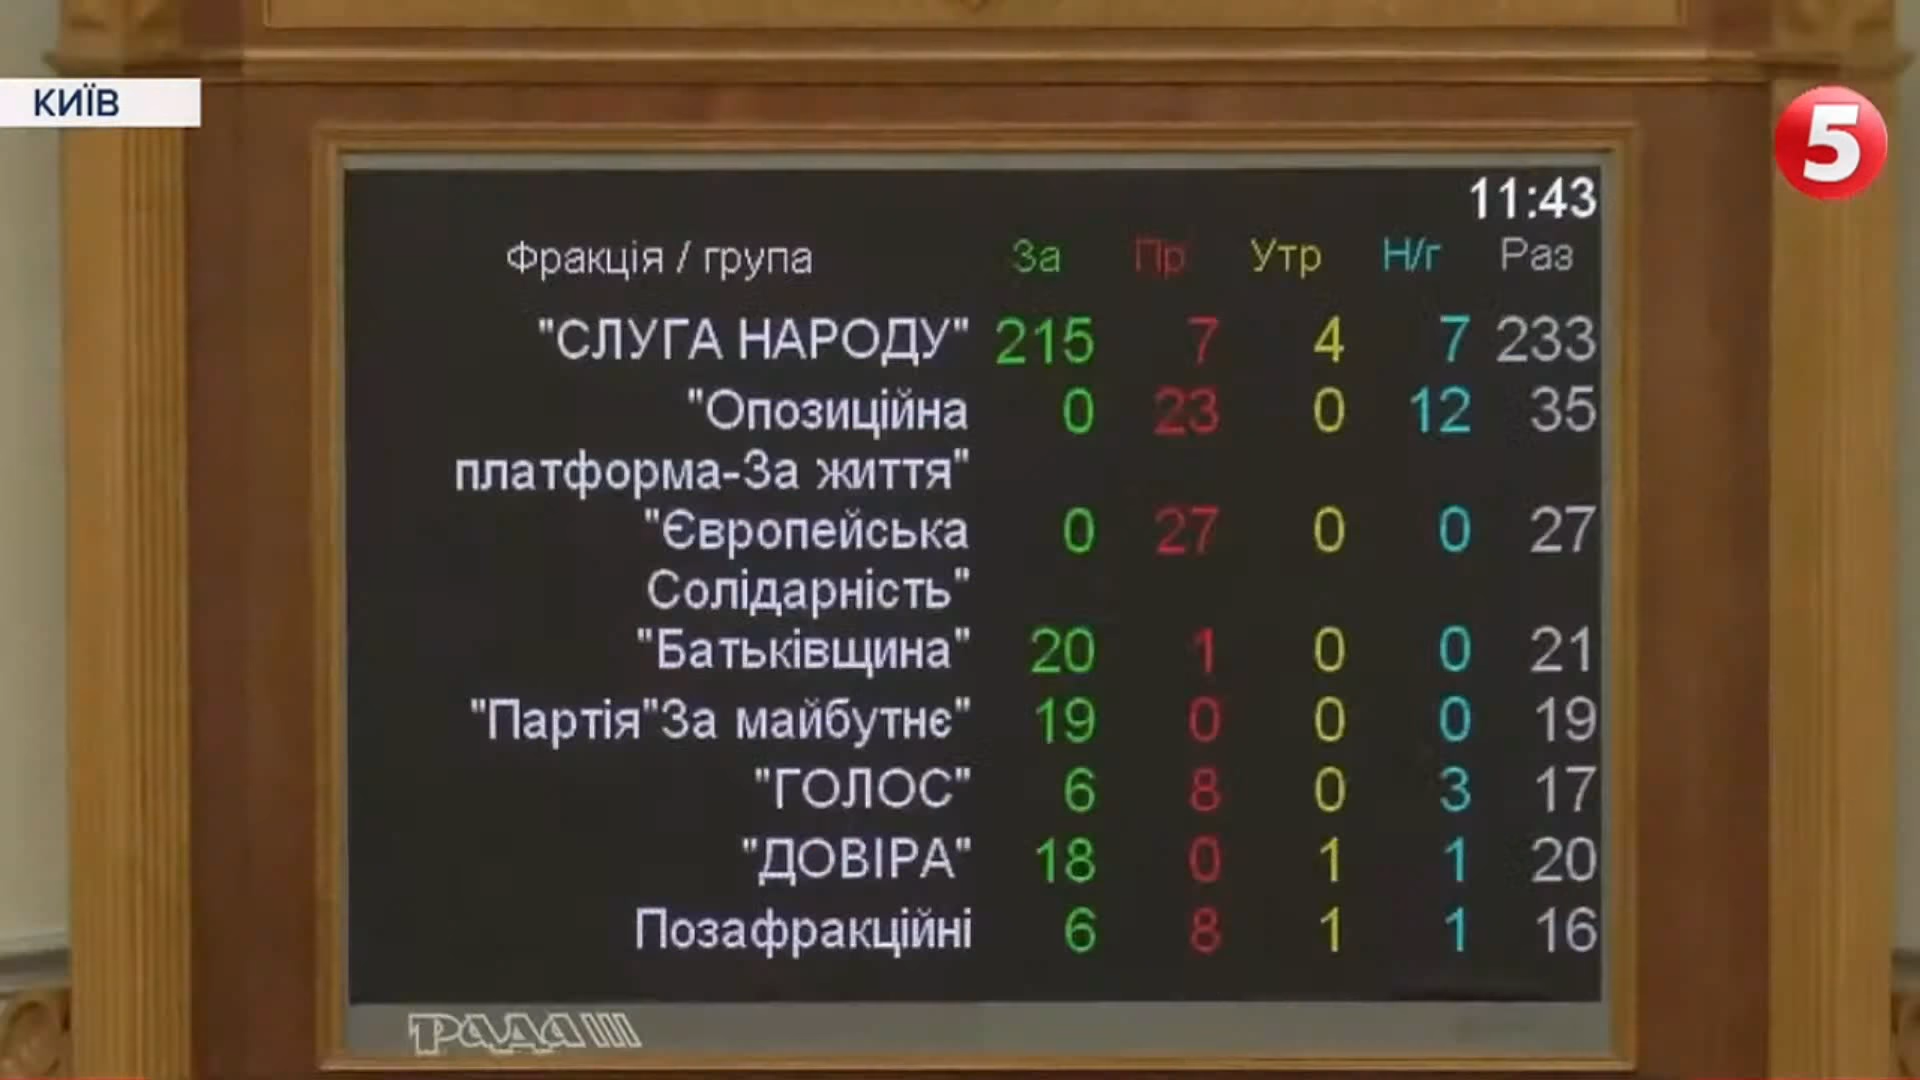 КИЇВ
5
11:43
Фракція / група За Пр Утр Н/г Раз
"СЛУГА НАРОДУ" 215 7 4 7 233
"Опозиційна 0 23 0 12 35
платформа-За життя"
"Європейська 0 27 0 0 27
Солідарність"
"Батьківщина" 20 1 0 0 21
"Партія"За майбутнє" 19 0 0 0 19
"ГОЛОС" 6 8 0 3 17
"ДОВІРА" 18 0 1 1 20
Позафракційні 6 8 1 1 16
РАДА III